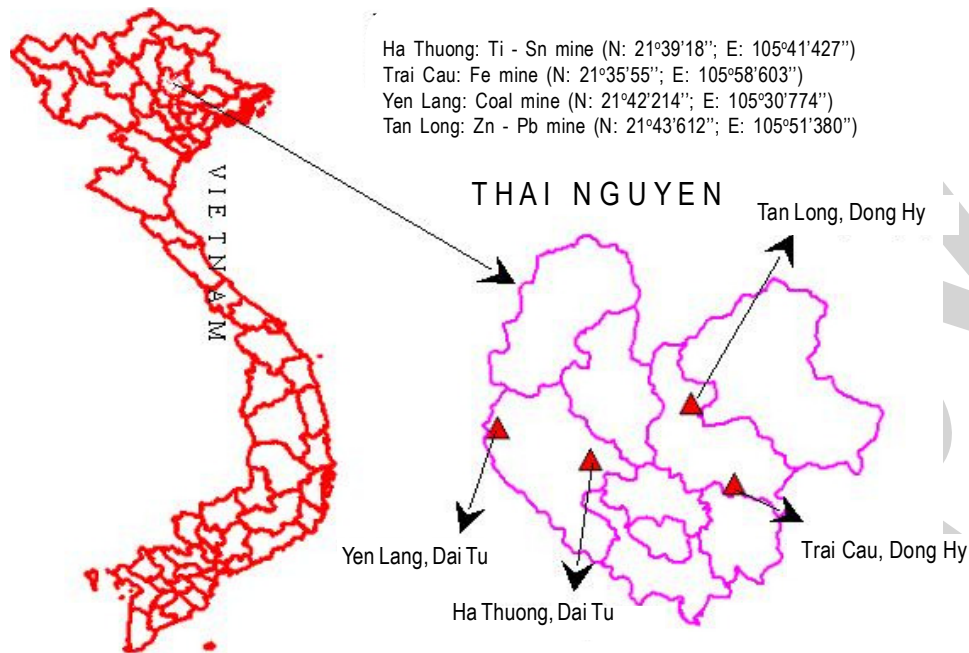 Ha Thuong: Ti - Sn mine (N: 21º39'18''; E: 105º41'427'')
Trai Cau: Fe mine (N: 21º35'55''; E: 105º58'603'')
Yen Lang: Coal mine (N: 21º42'214''; E: 105º30'774'')
Tan Long: Zn - Pb mine (N: 21º43'612''; E: 105º51'380'')
VIETNAM
THAI NGUYEN
Tan Long, Dong Hy
Yen Lang, Dai Tu
Trai Cau, Dong Hy
Ha Thuong, Dai Tu